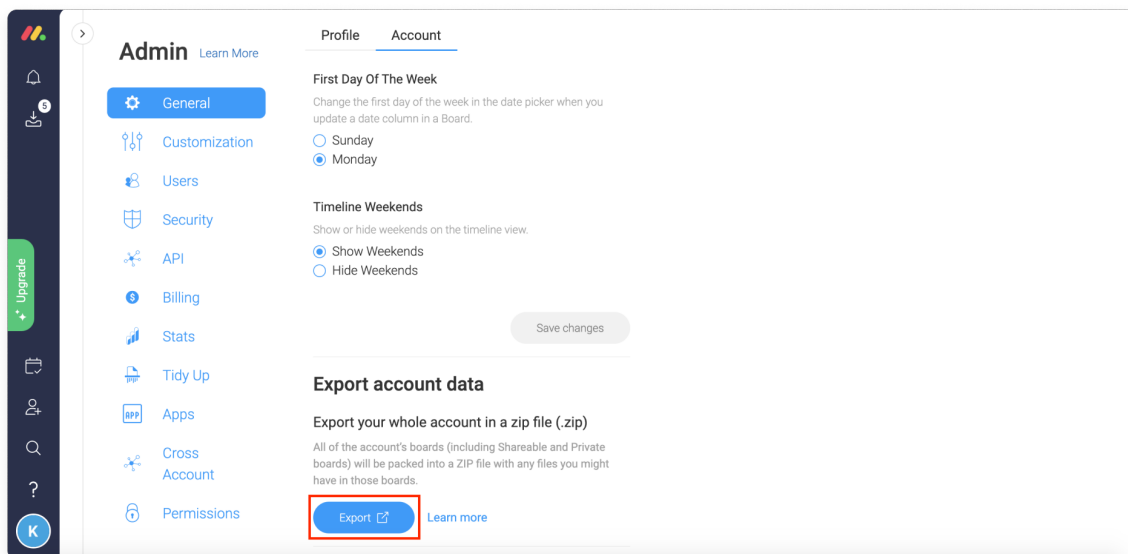 5
Upgrade
K
Admin Learn More
General
Customization
Users
Security
API
Billing
Stats
Tidy Up
APP Apps
Cross
Account
Permissions
Profile Account
First Day Of The Week
Change the first day of the week in the date picker when you
update a date column in a Board.
Sunday
Monday
Timeline Weekends
Show or hide weekends on the timeline view.
Show Weekends
Hide Weekends
Save changes
Export account data
Export your whole account in a zip file (.zip)
All of the account's boards (including Shareable and Private
boards) will be packed into a ZIP file with any files you might
have in those boards.
Export Learn more